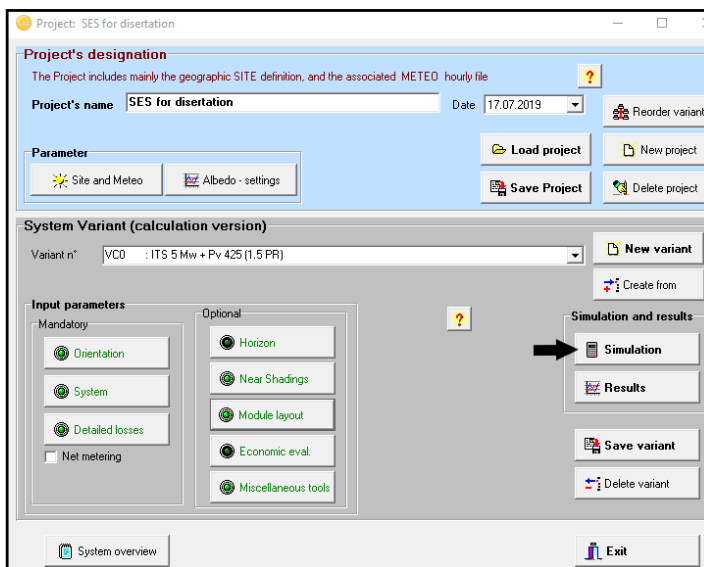 Project: SES for disertation
Project's designation
The Project includes mainly the geographic SITE definition, and the associated METEO hourly file
?
Project's name SES for disertation Date 17.07.2019
Reorder variant
Parameter
Load project New project
Site and Meteo Albedo - settings
Save Project Delete project
System Variant (calculation version)
Variant n° VC0 : ITS 5 Mw + Pv 425 (1.5 PR)
New variant
Create from
Input parameters
Mandatory
Optional
?
Simulation and results
Orientation
Horizon
Simulation
System
Near Shadings
Results
Detailed losses
Module layout
Net metering
Economic eval.
Save variant
Miscellaneous tools
Delete variant
System overview
Exit